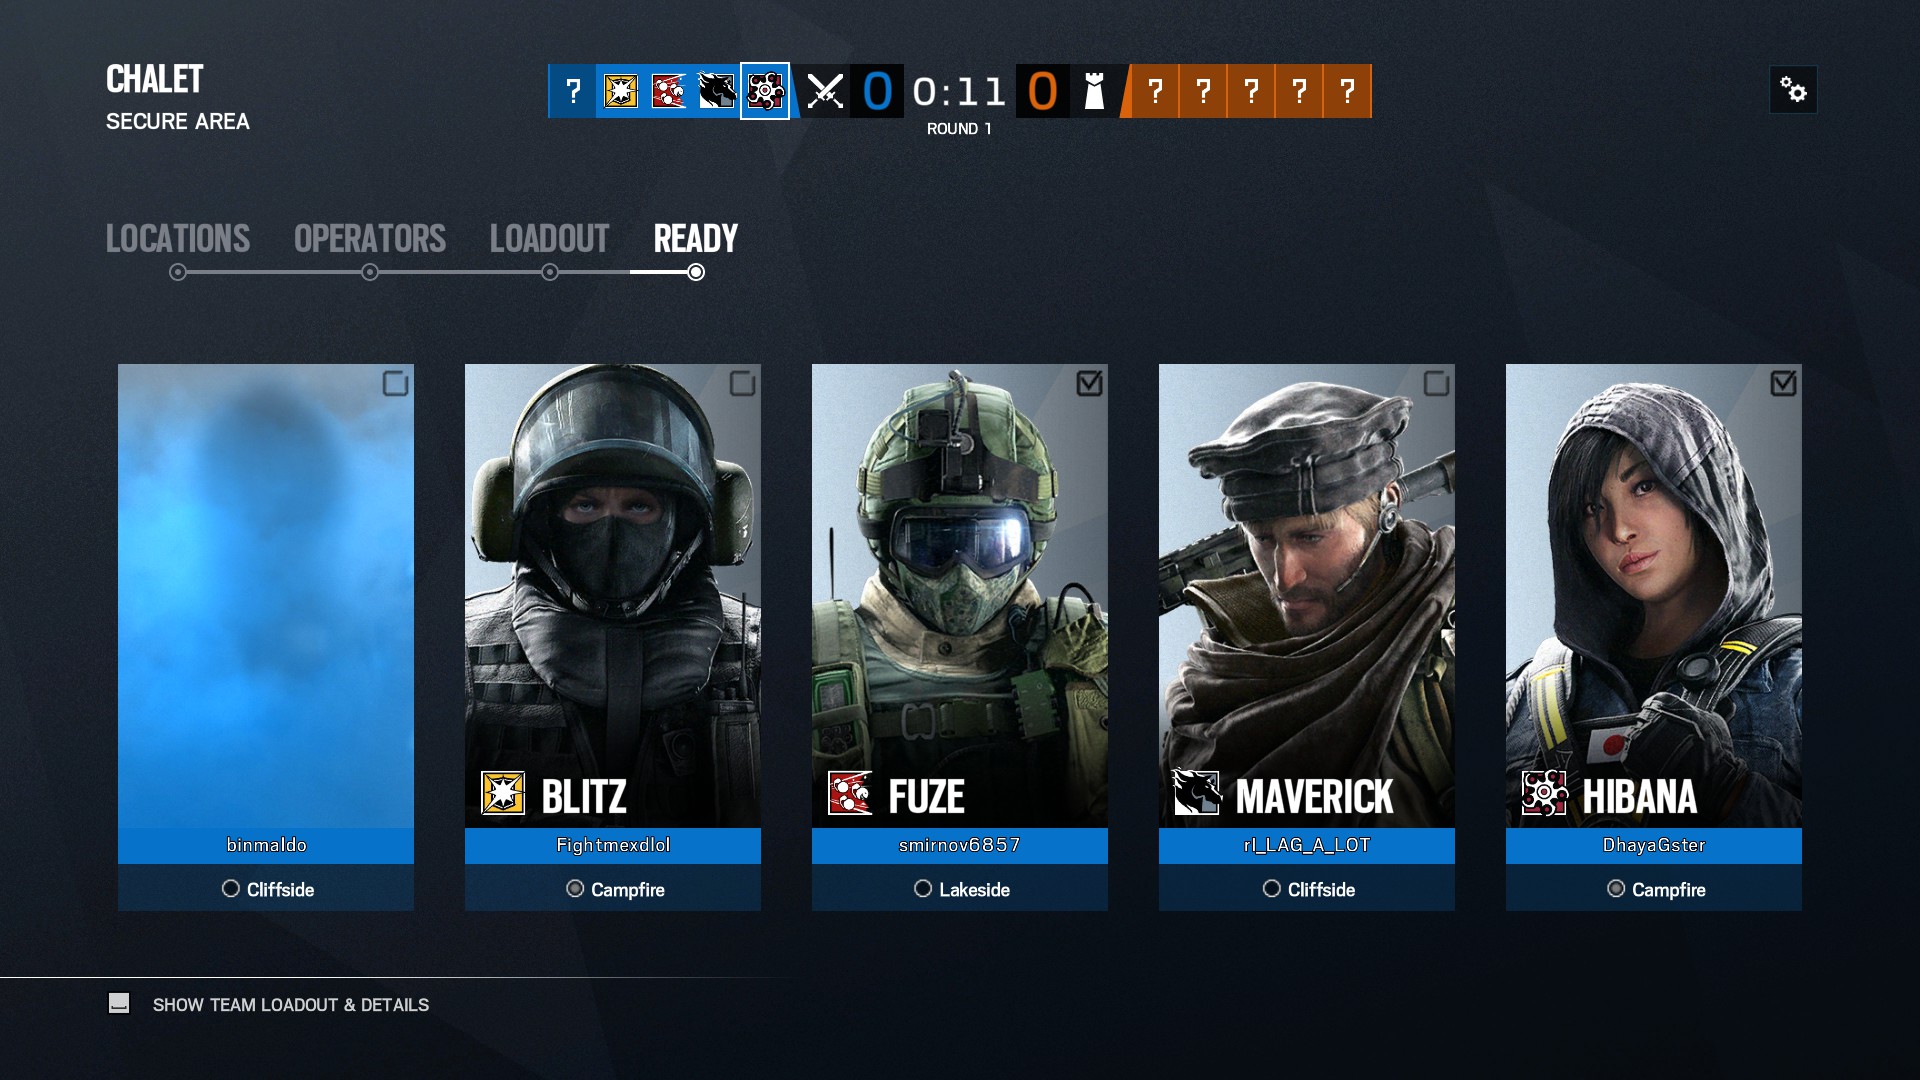 CHALET
SECURE AREA
? 0 0:11 0 ? ? ? ? ?
ROUND 1
LOCATIONS OPERATORS LOADOUT READY
BLITZ FUZE MAVERICK HIBANA
binmaldo Fightmexdlol smirnov6857 rI_LAG_A_LOT DhayaGster
Cliffside Campfire Lakeside Cliffside Campfire
SHOW TEAM LOADOUT & DETAILS